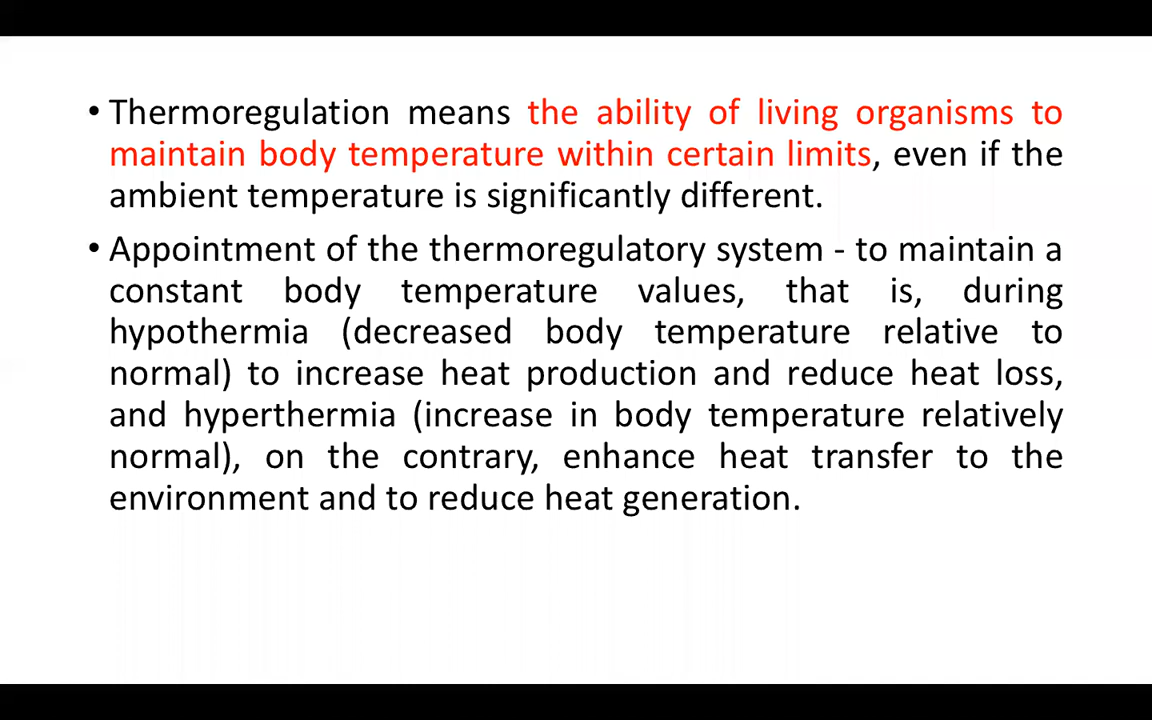 • Thermoregulation means the ability of living organisms to
maintain body temperature within certain limits, even if the
ambient temperature is significantly different.
• Appointment of the thermoregulatory system - to maintain a
constant body temperature values, that is, during
hypothermia (decreased body temperature relative to
normal) to increase heat production and reduce heat loss,
and hyperthermia (increase in body temperature relatively
normal), on the contrary, enhance heat transfer to the
environment and to reduce heat generation.